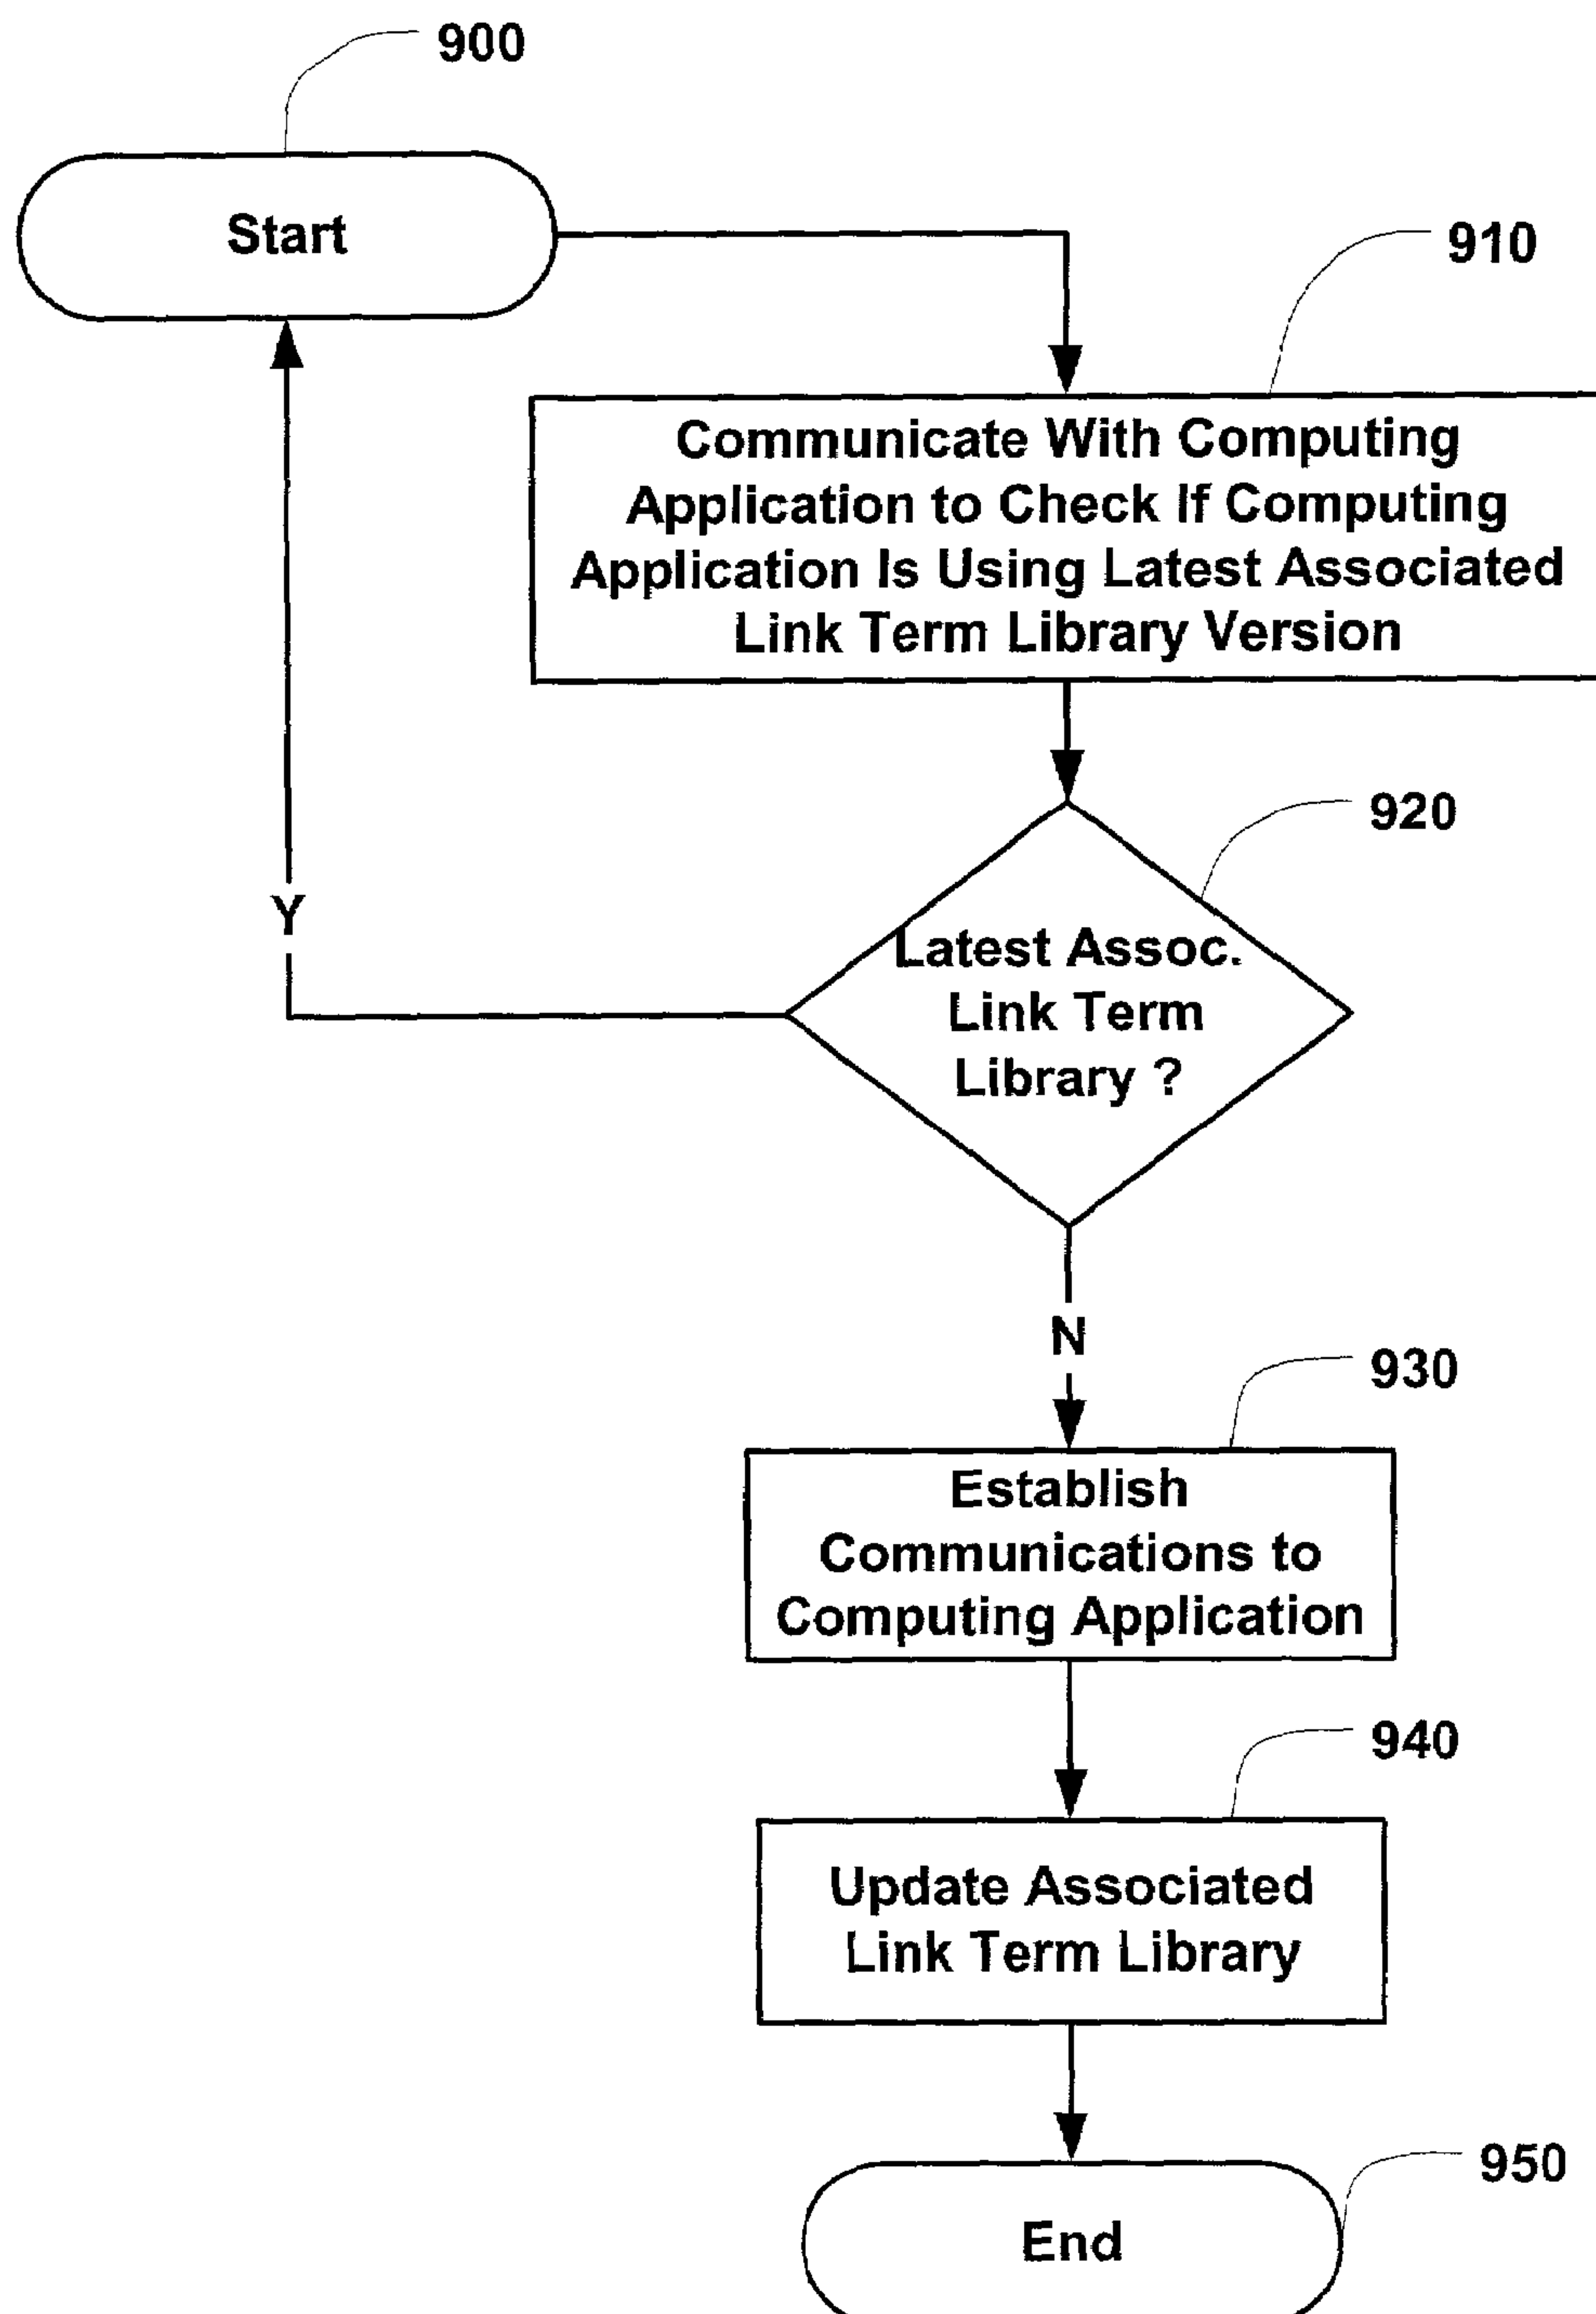 900
Start
910
Communicate With Computing
Application to Check If Computing
Application Is Using Latest Associated
Link Term Library Version
920
Latest Assoc.
Link Term
Library ?
Y
N
930
Establish
Communications to
Computing Application
940
Update Associated
Link Term Library
950
End